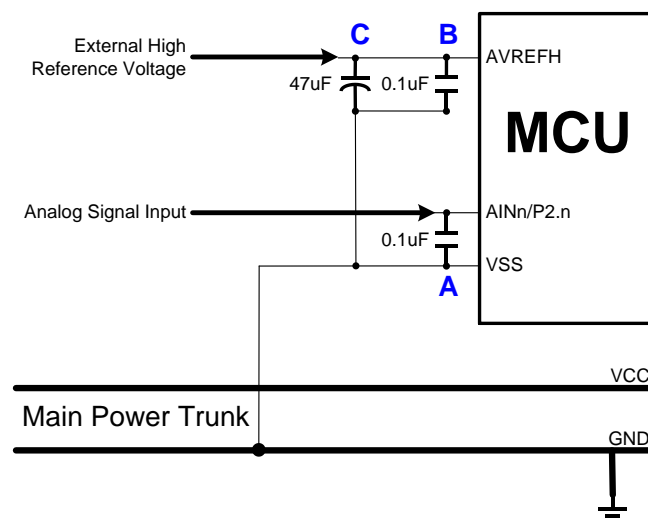 External High
Reference Voltage
C
B
AVREFH
47uF
0.1uF
MCU
Analog Signal Input
AINn/P2.n
0.1uF
VSS
A
VCC
Main Power Trunk
GND